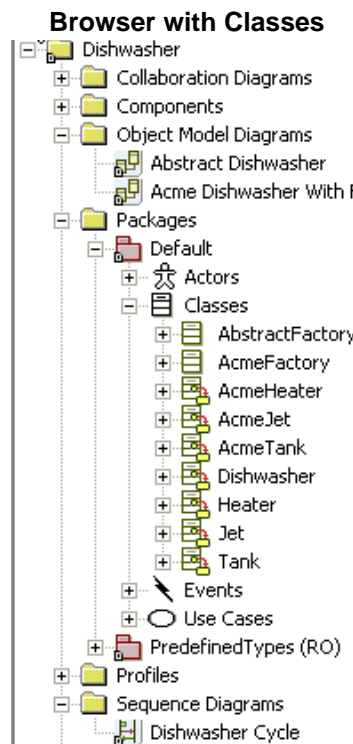 Browser with Classes
Dishwasher
Collaboration Diagrams
Components
Object Model Diagrams
Abstract Dishwasher
Acme Dishwasher With
Packages
Default
Actors
Classes
AbstractFactory
AcmeFactory
AcmeHeater
AcmeJet
AcmeTank
Dishwasher
Heater
Jet
Tank
Events
Use Cases
PredefinedTypes (RO)
Profiles
Sequence Diagrams
Dishwasher Cycle